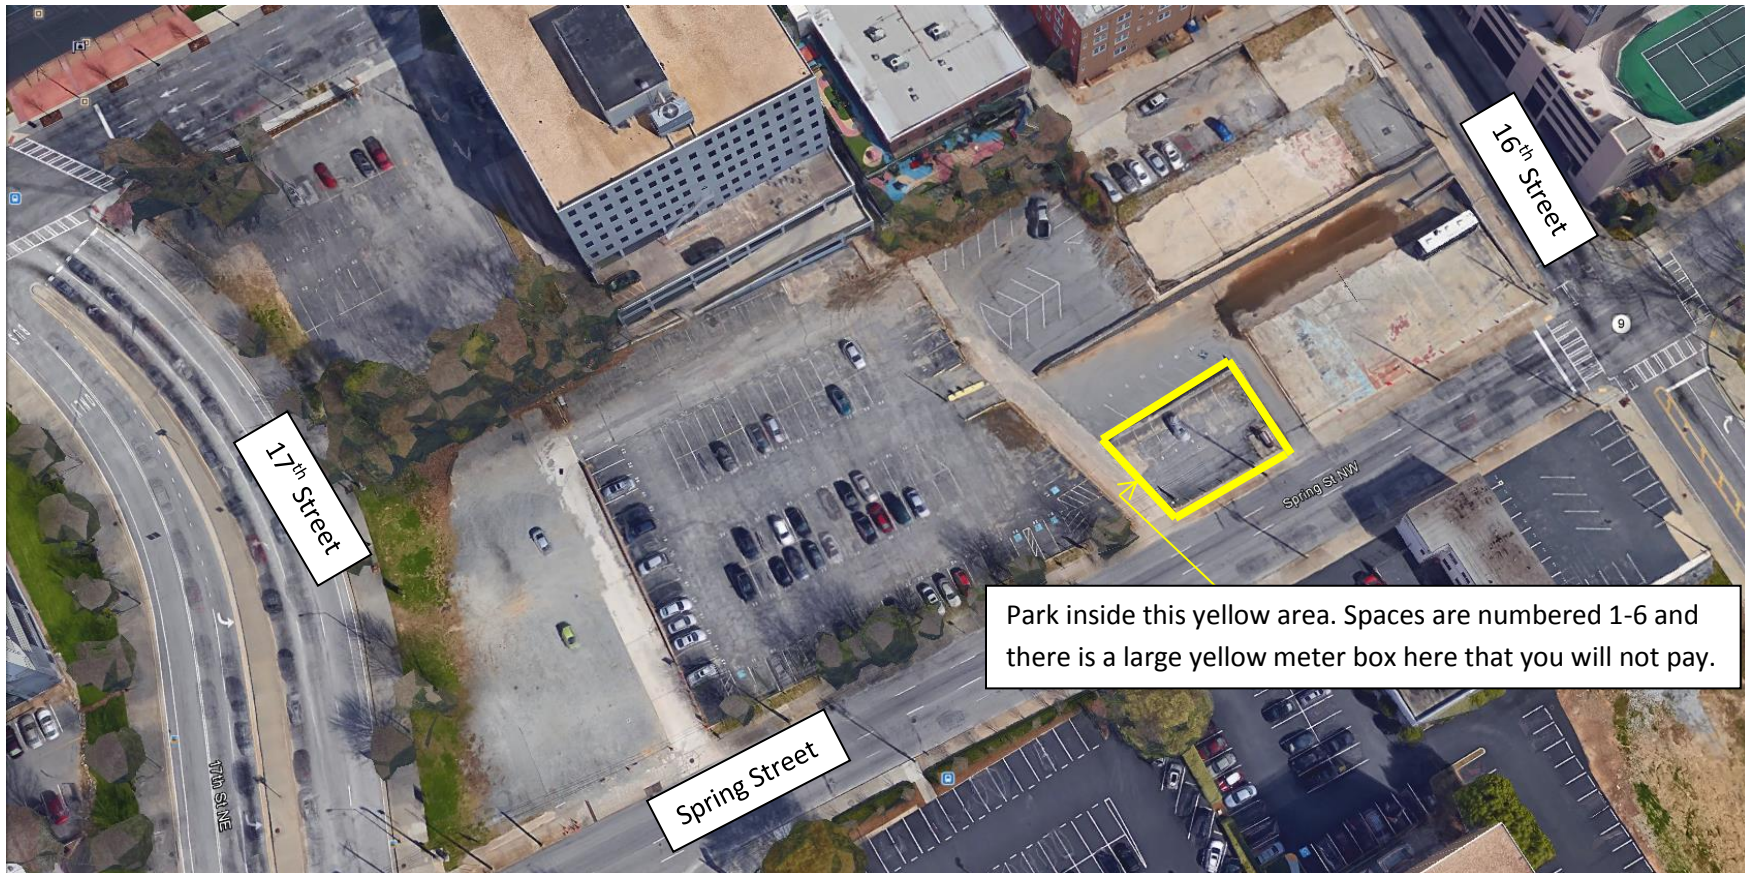 16th Street
9
17th Street
Spring St NW
Park inside this yellow area. Spaces are numbered 1-6 and
there is a large yellow meter box here that you will not pay.
Spring Street
17th St NE